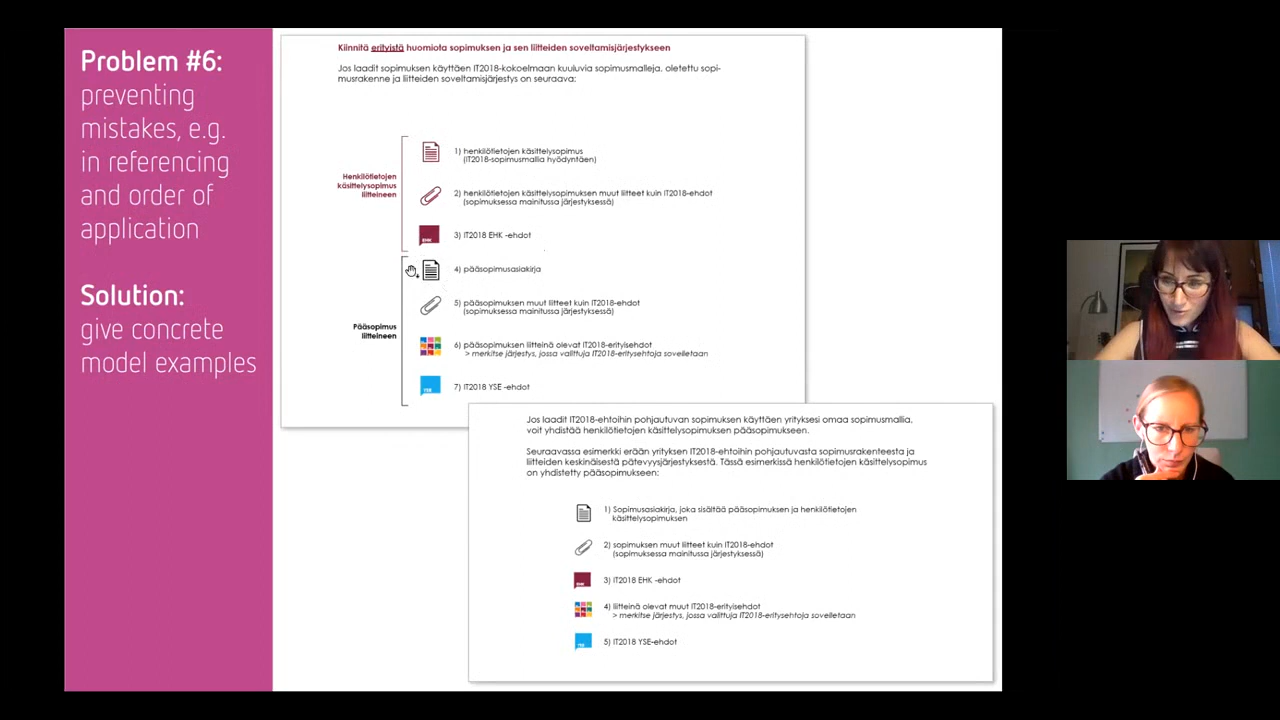 Problem #6:
preventing
mistakes, e.g.
in referencing
and order of
application
Solution:
give concrete
model examples
Kiinnitä erityistä huomiota sopimuksen ja sen liitteiden soveltamisjärjestykseen
Jos laadit sopimuksen käyttäen IT2018-kokoelmaan kuuluvia sopimusmalleja, oletettu sopi-
musrakenne ja liitteiden soveltamisjärjestys on seuraava:
Henkilötietojen
käsittelysopimus
liitteineen
1) henkilötietojen käsittelysopimus
(IT2018-sopimusmallia hyödyntäen)
2) henkilötietojen käsittelysopimuksen muut liitteet kuin IT2018-ehdot
(sopimuksessa mainitussa järjestyksessä)
EHK
3) IT2018 EHK -ehdot
Pääsopimus
liitteineen
4) pääsopimusasiakirja
5) pääsopimuksen muut liitteet kuin IT2018-ehdot
(sopimuksessa mainitussa järjestyksessä)
6) pääsopimuksen liitteinä olevat IT2018-erityisehdot
> merkitse järjestys, jossa valittuja IT2018-erityisehtoja sovelletaan
YSE
7) IT2018 YSE -ehdot
Jos laadit IT2018-ehtoihin pohjautuvan sopimuksen käyttäen yrityksesi omaa sopimusmallia,
voit yhdistää henkilötietojen käsittelysopimuksen pääsopimukseen.
Seuraavassa esimerkki erään yrityksen IT2018-ehtoihin pohjautuvasta sopimusrakenteesta ja
liitteiden keskinäisestä pätevyysjärjestyksestä. Tässä esimerkissä henkilötietojen käsittelysopimus
on yhdistetty pääsopimukseen:
1) Sopimusasiakirja, joka sisältää pääsopimuksen ja henkilötietojen
käsittelysopimuksen
2) sopimuksen muut liitteet kuin IT2018-ehdot
(sopimuksessa mainitussa järjestyksessä)
EHK
3) IT2018 EHK -ehdot
4) liitteinä olevat muut IT2018-erityisehdot
> merkitse järjestys, jossa valittuja IT2018-erityisehtoja sovelletaan
YSE
5) IT2018 YSE-ehdot